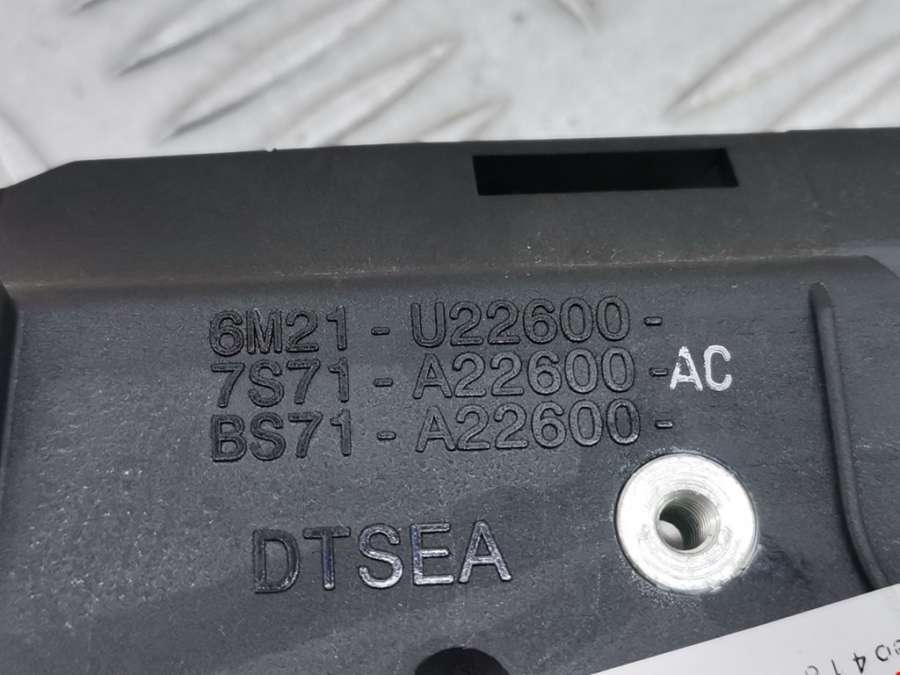 6M21 - U22600 -
7S71 - A22600 - AC
BS71 - A22600 -
DTSEA